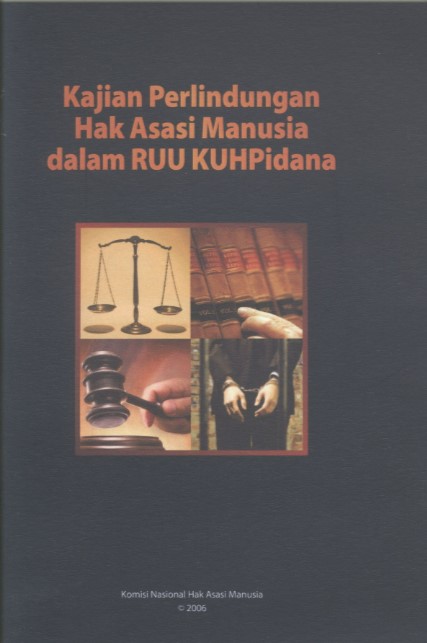 Kajian Perlindungan
Hak Asasi Manusia
dalam RUU KUHPidana
Komisi Nasional Hak Asasi Manusia
© 2006